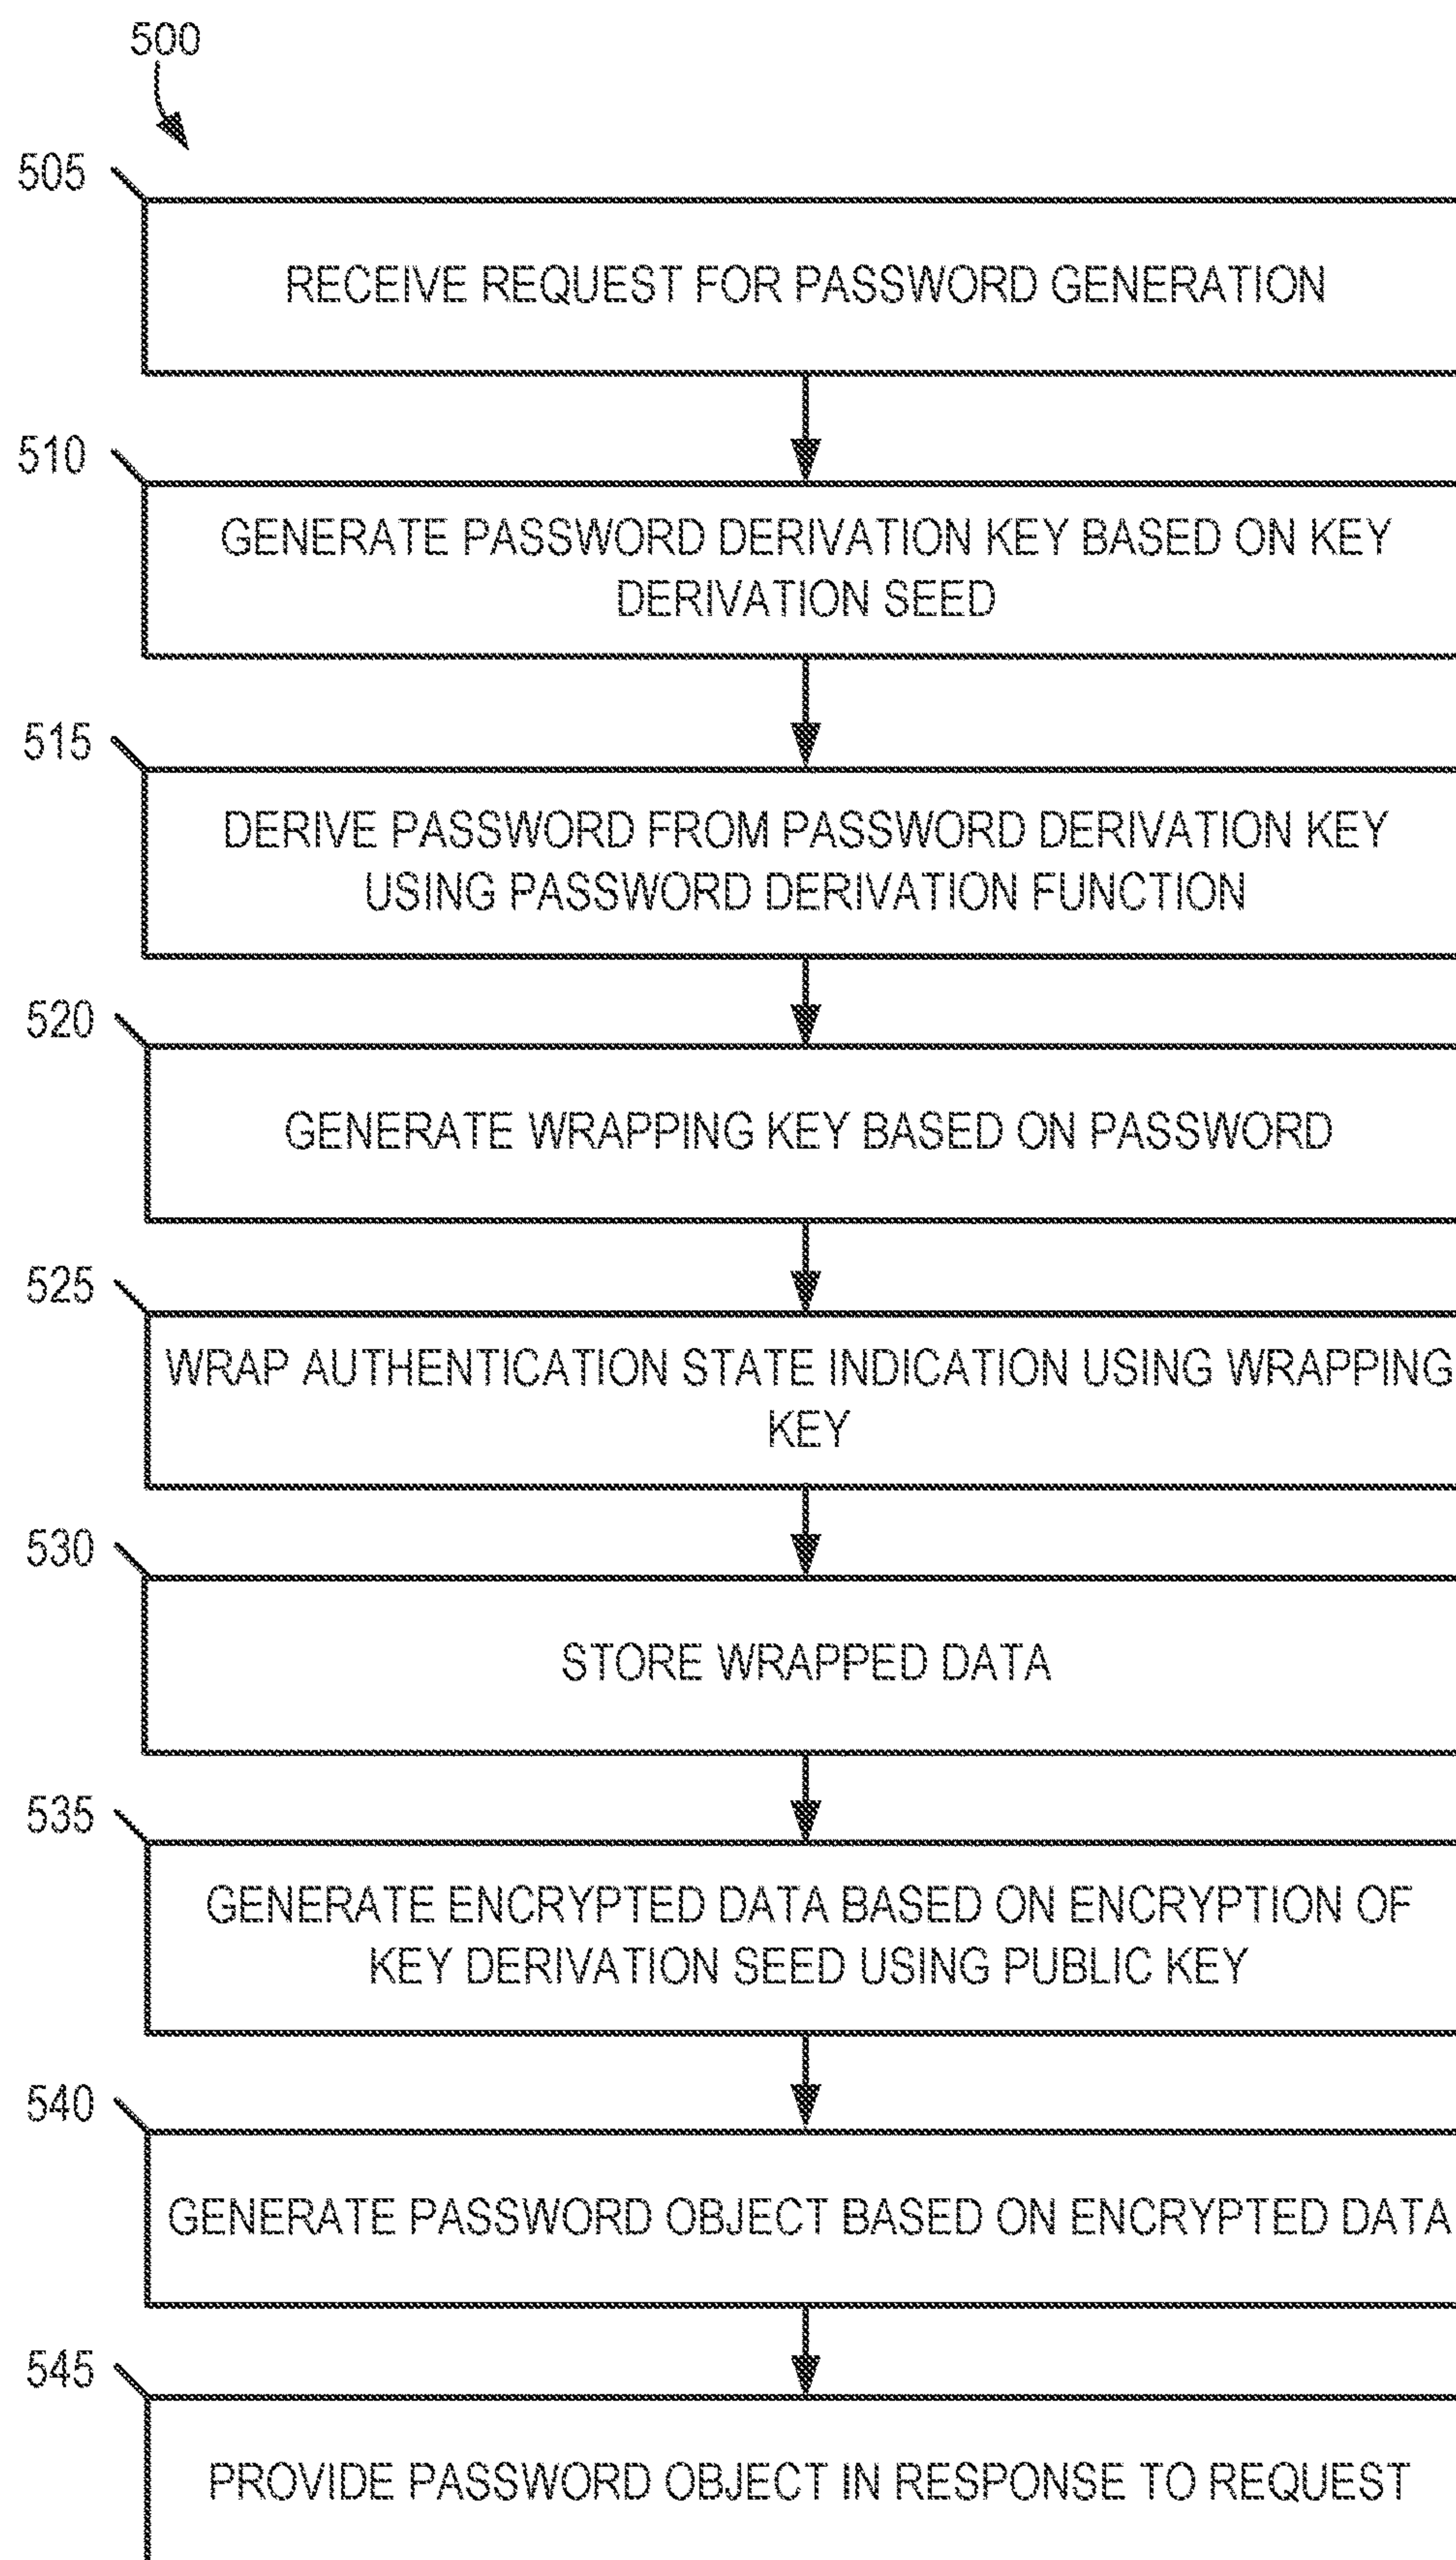 500
505
RECEIVE REQUEST FOR PASSWORD GENERATION
510
GENERATE PASSWORD DERIVATION KEY BASED ON KEY
DERIVATION SEED
515
DERIVE PASSWORD FROM PASSWORD DERIVATION KEY
USING PASSWORD DERIVATION FUNCTION
520
GENERATE WRAPPING KEY BASED ON PASSWORD
525
WRAP AUTHENTICATION STATE INDICATION USING WRAPPING
KEY
530
STORE WRAPPED DATA
535
GENERATE ENCRYPTED DATA BASED ON ENCRYPTION OF
KEY DERIVATION SEED USING PUBLIC KEY
540
GENERATE PASSWORD OBJECT BASED ON ENCRYPTED DATA
545
PROVIDE PASSWORD OBJECT IN RESPONSE TO REQUEST